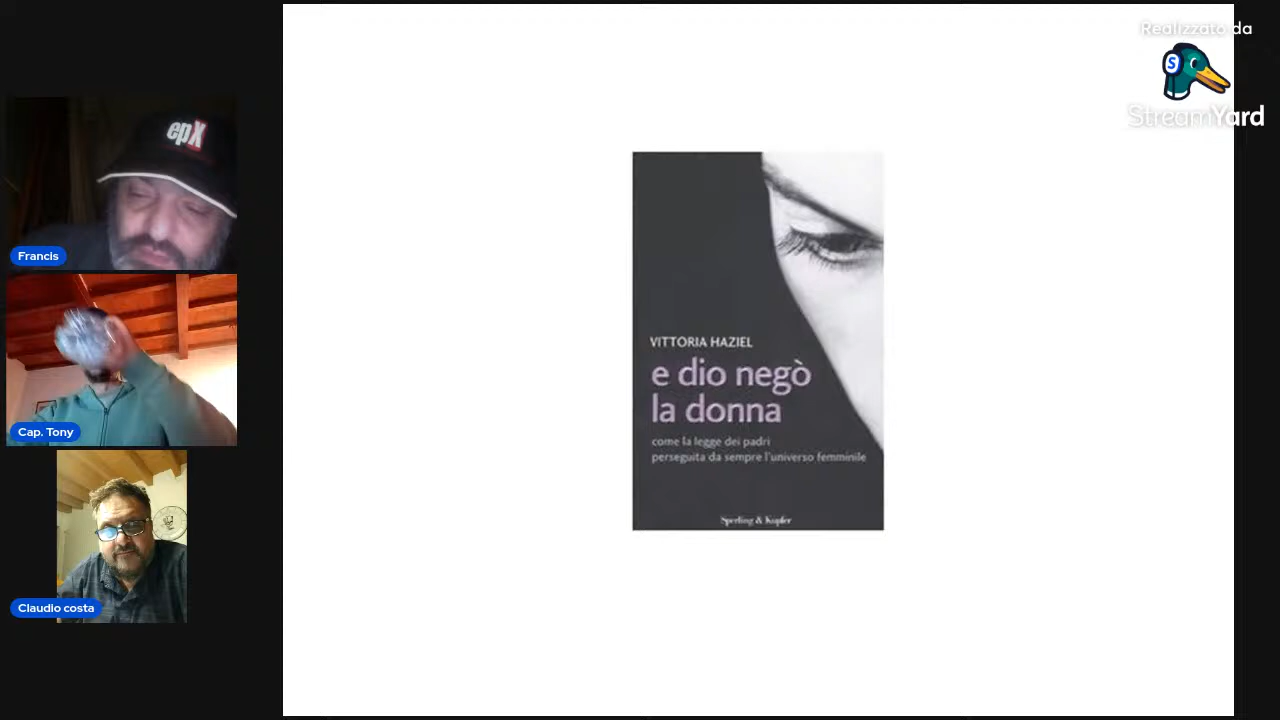 Realizzato da
StreamYard
epX
Francis
Cap. Tony
Claudio costa
VITTORIA HAZIEL
e dio negò
la donna
come la legge dei padri
perseguita da sempre l'universo femminile
Sperling & Kupfer